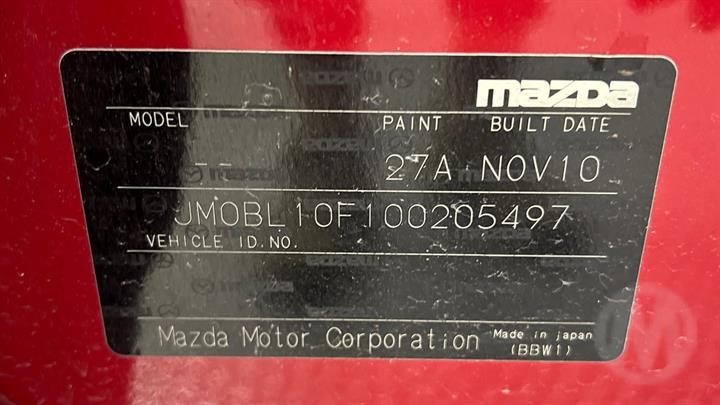 mazda
MODEL PAINT BUILT DATE
-- 27A NOV10
JM0BL10F100205497
VEHICLE ID.NO.
Mazda Motor Corporation Made in japan
(BBW1)